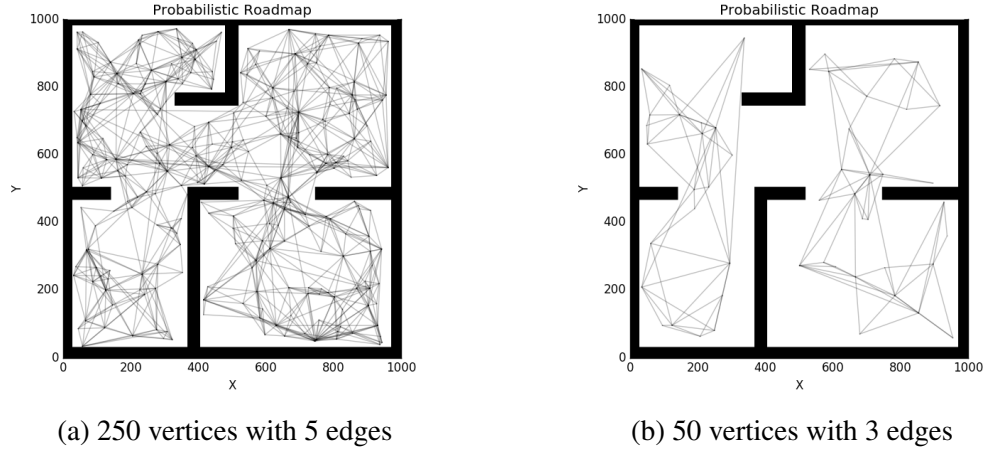 Probabilistic Roadmap
1000
800
600
400
200
0
Y
0 200 400 600 800 1000
X
(a) 250 vertices with 5 edges
Probabilistic Roadmap
1000
800
600
400
200
0
Y
0 200 400 600 800 1000
X
(b) 50 vertices with 3 edges